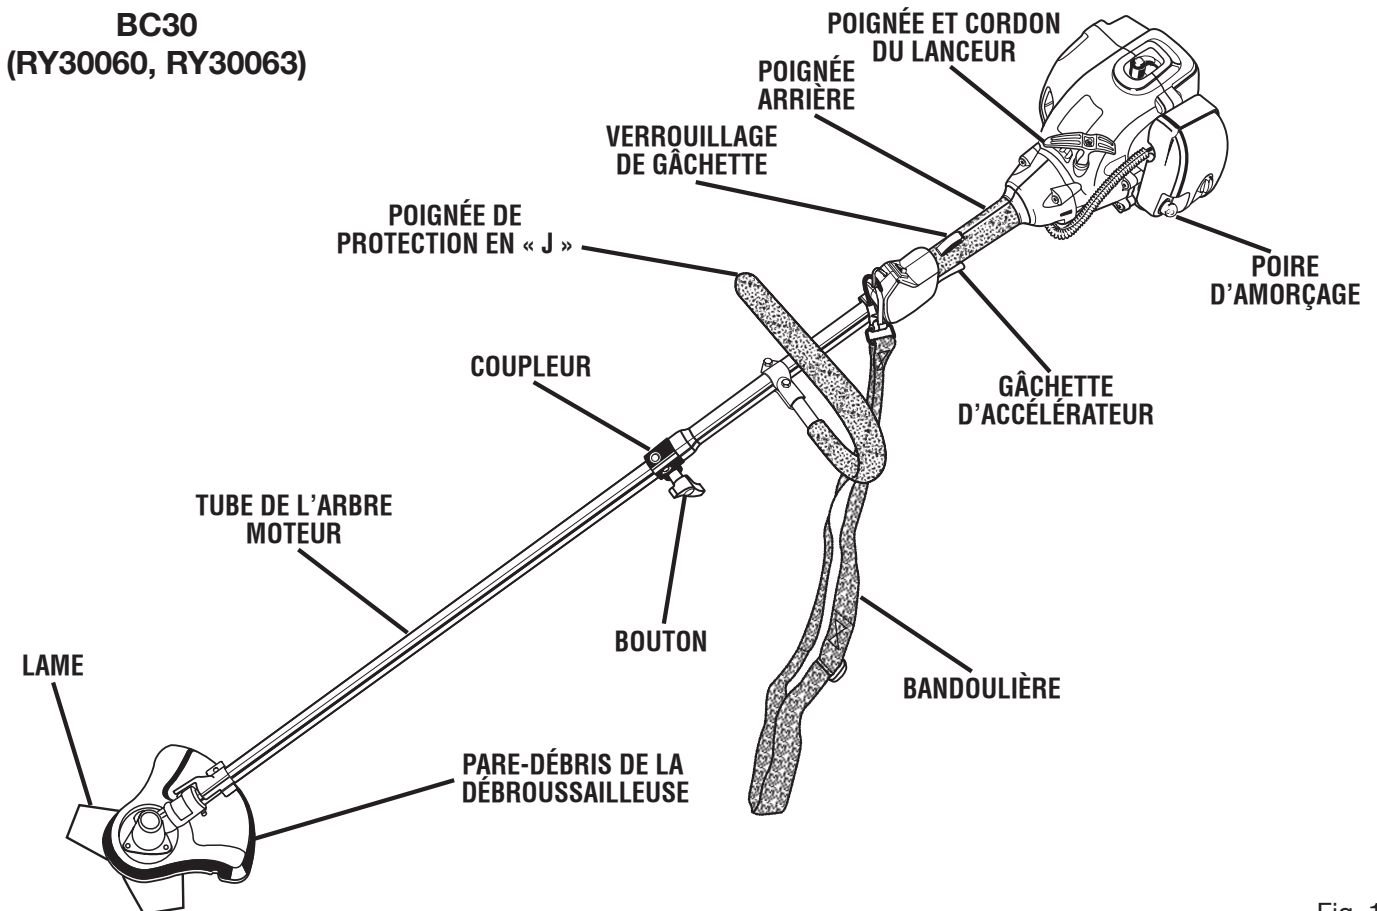 BC30
(RY30060, RY30063)
POIGNÉE ET CORDON
DU LANCEUR
POIGNÉE
ARRIÈRE
VERROUILLAGE
DE GÂCHETTE
POIGNÉE DE
PROTECTION EN « J »
POIRE
D'AMORÇAGE
COUPLEUR
GÂCHETTE
D'ACCÉLÉRATEUR
TUBE DE L'ARBRE
MOTEUR
BOUTON
LAME
BANDOULIÈRE
PARE-DÉBRIS DE LA
DÉBROUSSAILLEUSE
Fig. 1